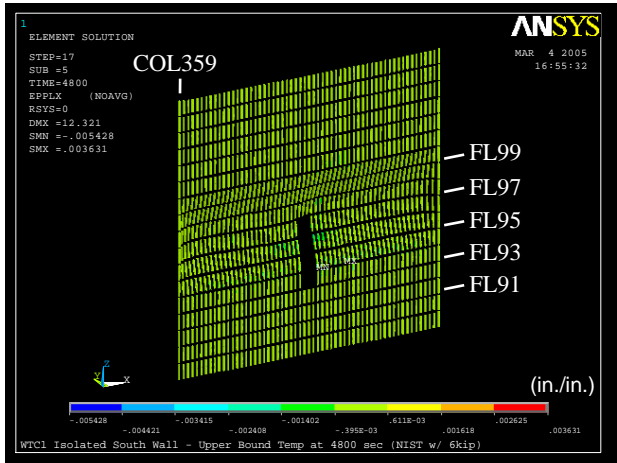 1
ANSYS
ELEMENT SOLUTION
MAR 4 2005
16:55:32
STEP=17
SUB =5
TIME=4800
EPPLX (NOAVG)
RSYS=0
DMX =12.321
SMN =-.005428
SMX =.003631
COL359
FL99
FL97
FL95
FL93
FL91
MN MX
Z
Y X
(in./in.)
-.005428 -.003415 -.001402 .611E-03 .002625
-.004421 -.002408 -.395E-03 .001618 .003631
WTC1 Isolated South Wall - Upper Bound Temp at 4800 sec (NIST w/ 6kip)